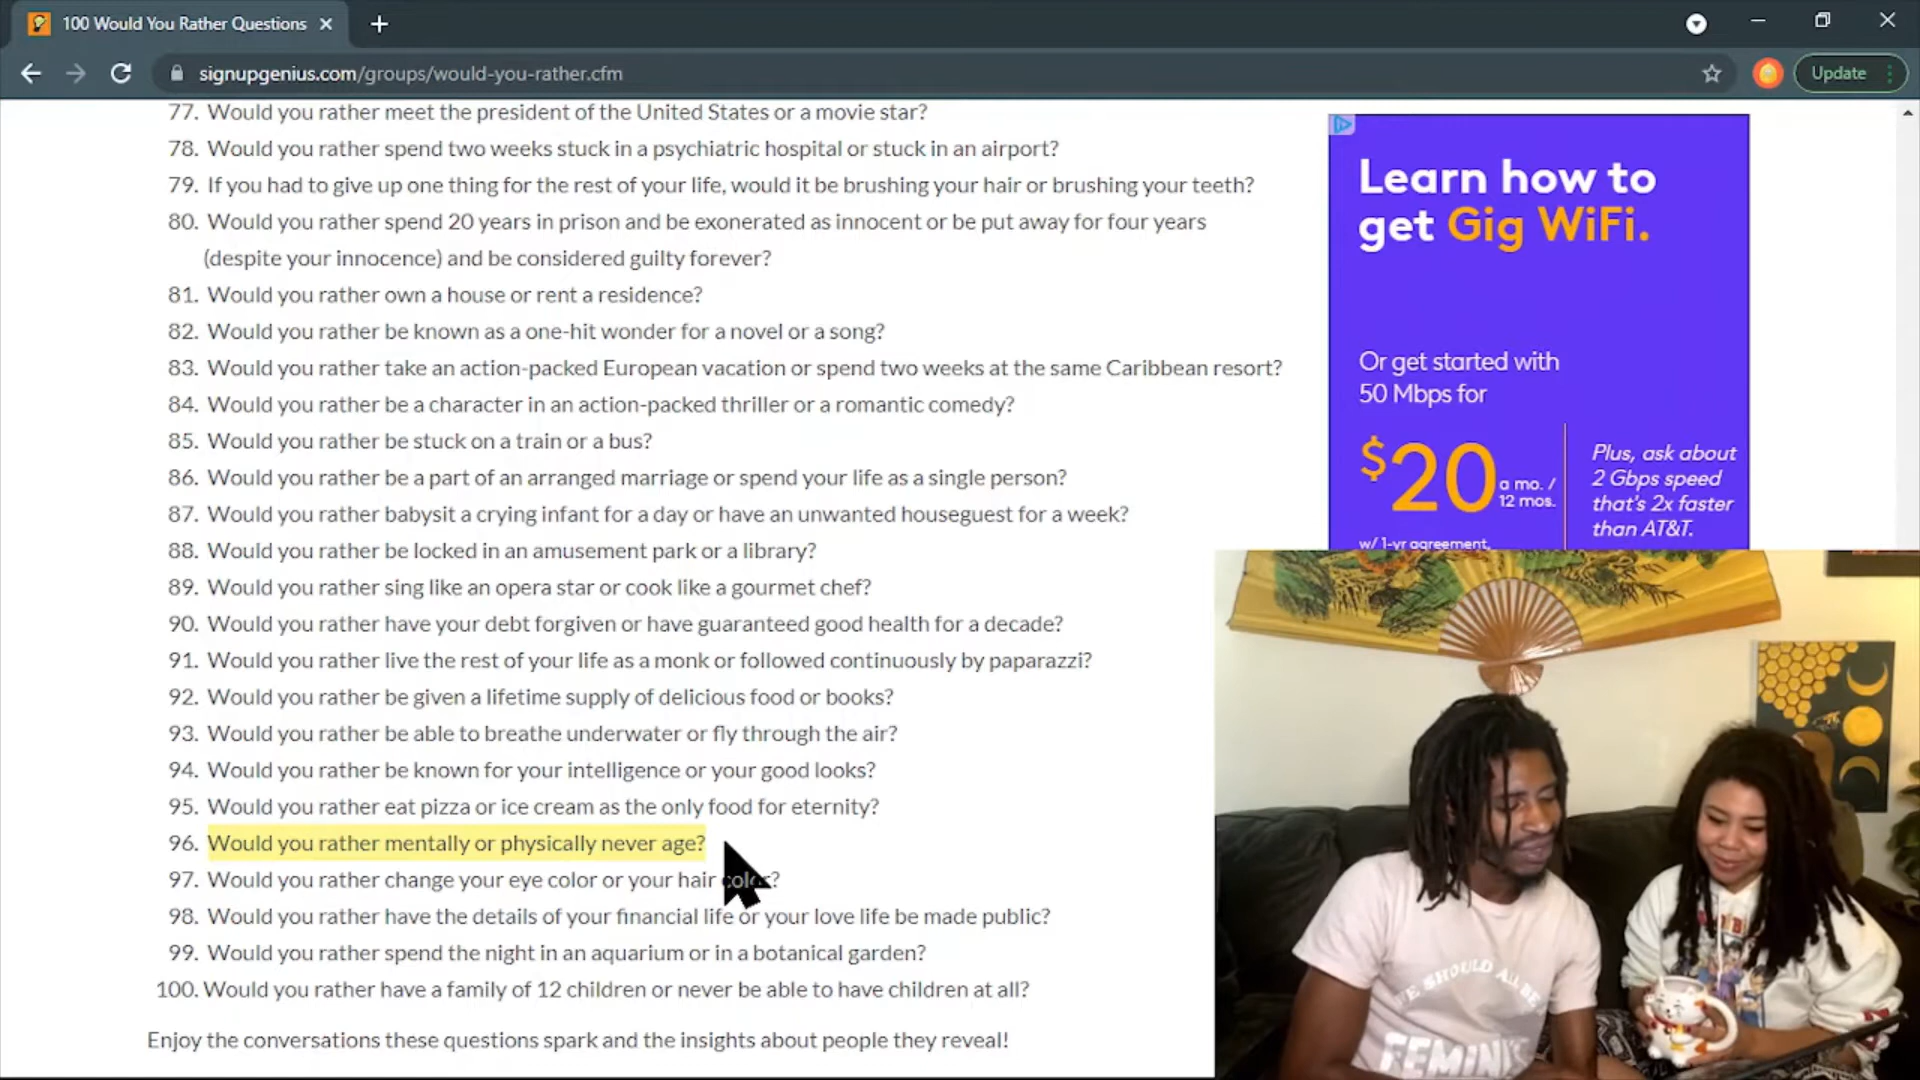 100 Would You Rather Questions
signupgenius.com/groups/would-you-rather.cfm
Update
77. Would you rather meet the president of the United States or a movie star?
78. Would you rather spend two weeks stuck in a psychiatric hospital or stuck in an airport?
79. If you had to give up one thing for the rest of your life, would it be brushing your hair or brushing your teeth?
80. Would you rather spend 20 years in prison and be exonerated as innocent or be put away for four years
(despite your innocence) and be considered guilty forever?
81. Would you rather own a house or rent a residence?
82. Would you rather be known as a one-hit wonder for a novel or a song?
83. Would you rather take an action-packed European vacation or spend two weeks at the same Caribbean resort?
84. Would you rather be a character in an action-packed thriller or a romantic comedy?
85. Would you rather be stuck on a train or a bus?
86. Would you rather be a part of an arranged marriage or spend your life as a single person?
87. Would you rather babysit a crying infant for a day or have an unwanted houseguest for a week?
88. Would you rather be locked in an amusement park or a library?
89. Would you rather sing like an opera star or cook like a gourmet chef?
90. Would you rather have your debt forgiven or have guaranteed good health for a decade?
91. Would you rather live the rest of your life as a monk or followed continuously by paparazzi?
92. Would you rather be given a lifetime supply of delicious food or books?
93. Would you rather be able to breathe underwater or fly through the air?
94. Would you rather be known for your intelligence or your good looks?
95. Would you rather eat pizza or ice cream as the only food for eternity?
96. Would you rather mentally or physically never age?
97. Would you rather change your eye color or your hair color?
98. Would you rather have the details of your financial life or your love life be made public?
99. Would you rather spend the night in an aquarium or in a botanical garden?
100. Would you rather have a family of 12 children or never be able to have children at all?
Enjoy the conversations these questions spark and the insights about people they reveal!
Learn how to
get Gig WiFi.
Or get started with
50 Mbps for
$20
a mo. /
12 mos.
Plus, ask about
2 Gbps speed
that's 2x faster
than AT&T.
w/ 1-yr agreement,
WE SHOULD ALL BE
FEMINIS